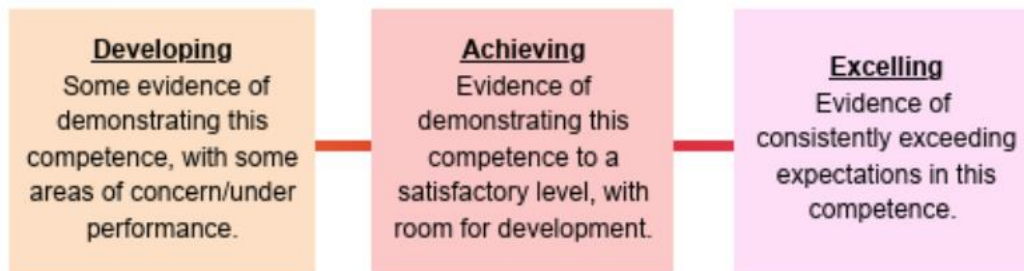 Developing
Some evidence of
demonstrating this
competence, with some
areas of concern/under
performance.
Achieving
Evidence of
demonstrating this
competence to a
satisfactory level, with
room for development.
Excelling
Evidence of
consistently exceeding
expectations in this
competence.